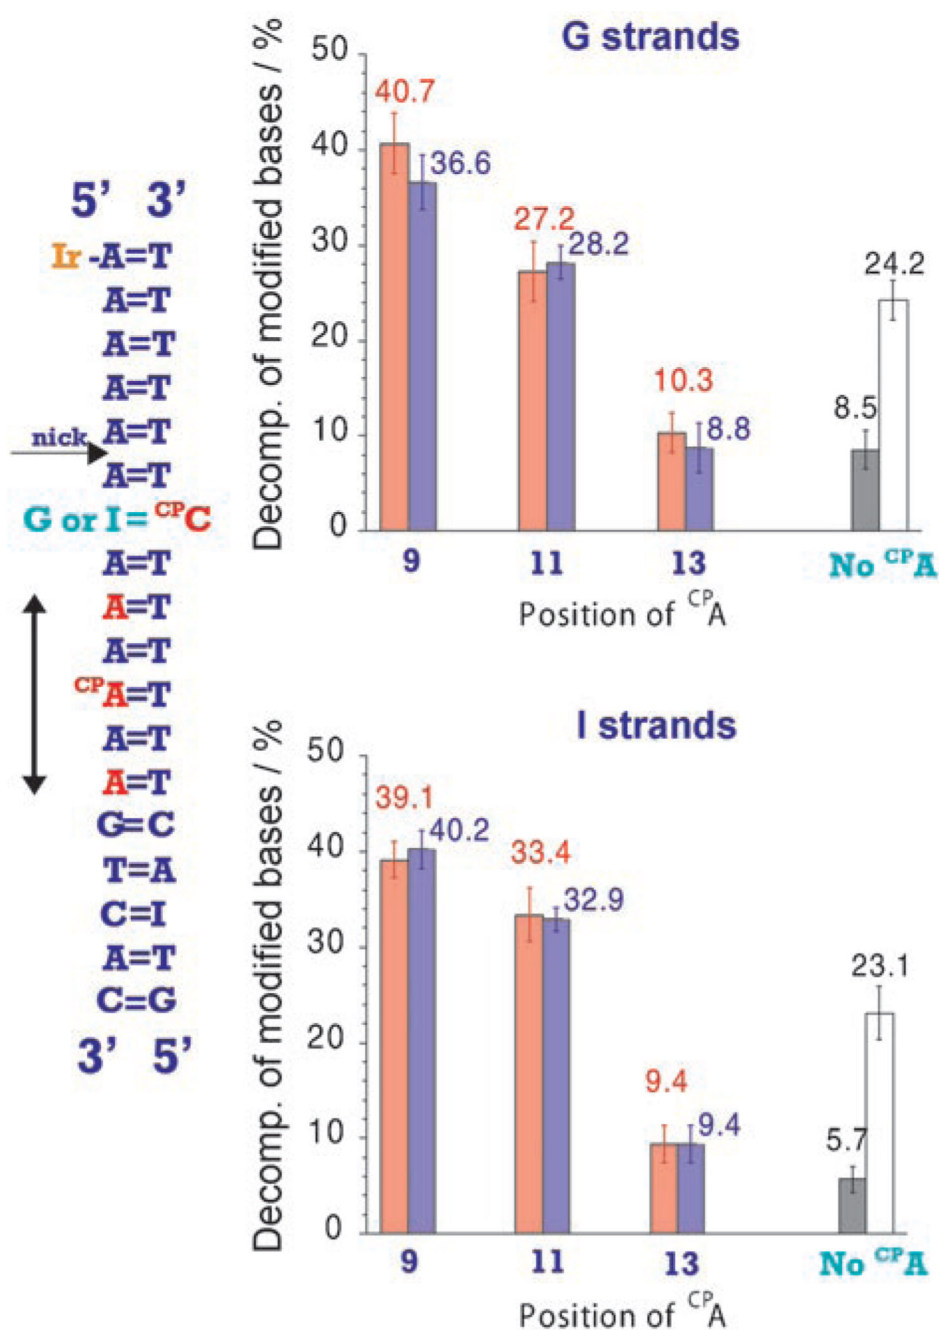 5’ 3’
Ir -A=T
A=T
A=T
A=T
nick A=T
A=T
G or I= CPC
A=T
A=T
A=T
CPA=T
A=T
A=T
G=C
T=A
C=I
A=T
C=G
3’ 5’
G strands
Decomp. of modified bases / %
50
40
30
20
10
0
40.7
36.6
27.2
28.2
10.3
8.8
8.5
24.2
9 11 13 No CPA
Position of CPA
I strands
Decomp. of modified bases / %
50
40
30
20
10
0
39.1
40.2
33.4
32.9
9.4
9.4
5.7
23.1
9 11 13 No CPA
Position of CPA